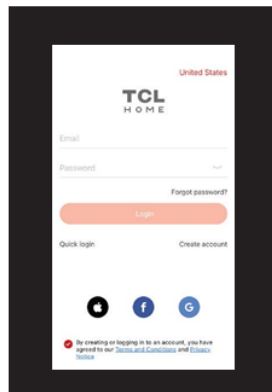 United States
TCL
HOME
Email
Password
Forgot password?
Login
Quick login
Create account
f
G
By creating or logging in to an account, you have
agreed to our Terms and Conditions and Privacy
Notice